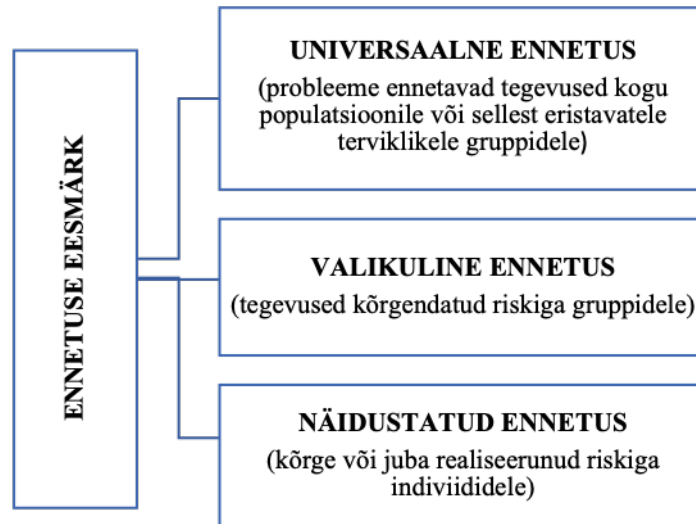 ENNETUSE EESMÄRK
UNIVERSAALNE ENNETUS
(probleeme ennetavad tegevused kogu
populatsioonile või sellest eristavatele
terviklikele gruppidele)
VALIKULINE ENNETUS
(tegevused kõrgendatud riskiga gruppidele)
NÄIDUSTATUD ENNETUS
(kõrge või juba realiseerunud riskiga
indiviididele)